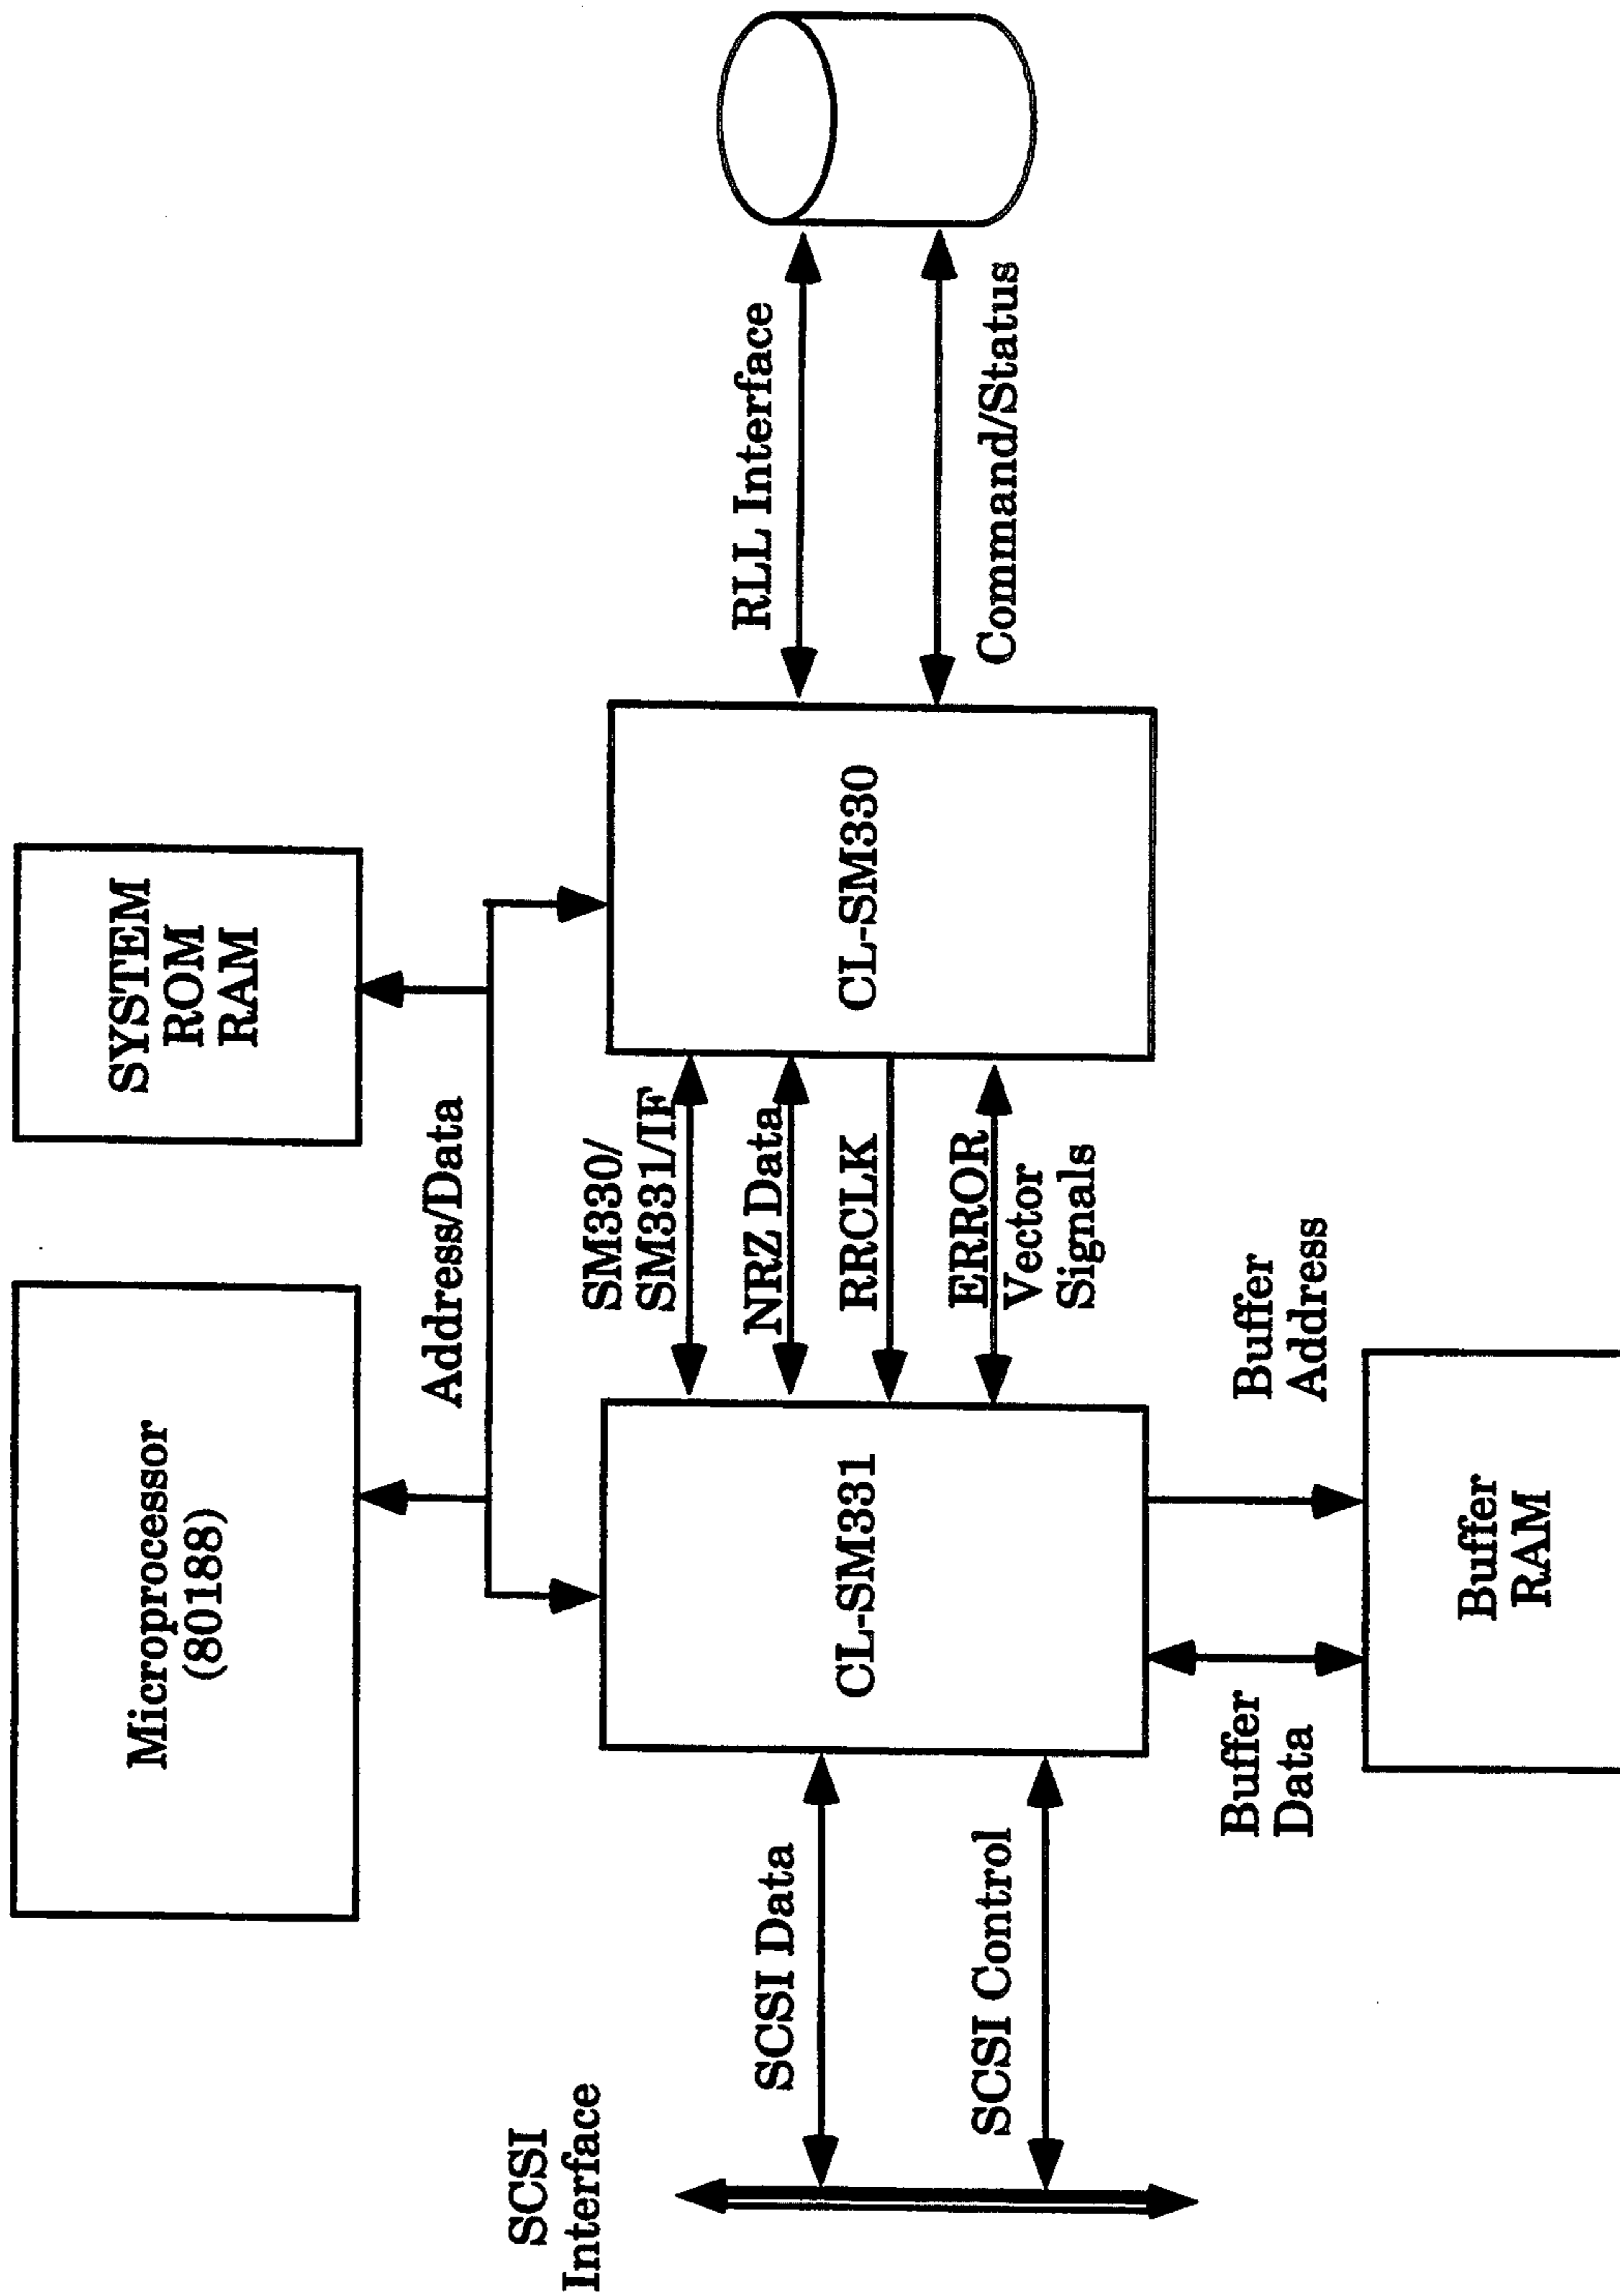 Microprocessor
(80188)
SYSTEM
ROM
RAM
Address/Data
SCSI
Interface
SCSI Data
SCSI Control
CL-SM331
SM330/
SM331/IF
NRZ Data
RRCLK
ERROR
Vector
Signals
CL-SM330
RLL Interface
Command/Status
Buffer
Data
Buffer
Address
Buffer
RAM